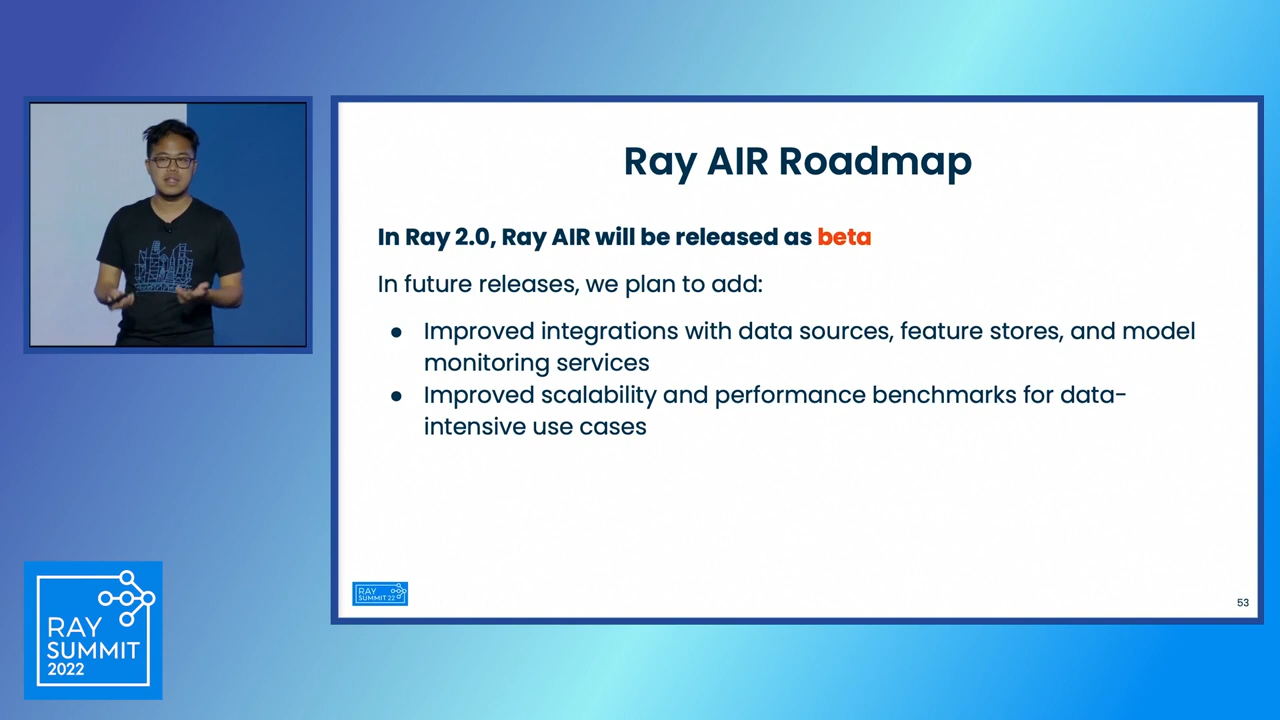 Ray AIR Roadmap
In Ray 2.0, Ray AIR will be released as beta
In future releases, we plan to add:
● Improved integrations with data sources, feature stores, and model
monitoring services
● Improved scalability and performance benchmarks for data-
intensive use cases
RAY
SUMMIT 22
53
RAY
SUMMIT
2022